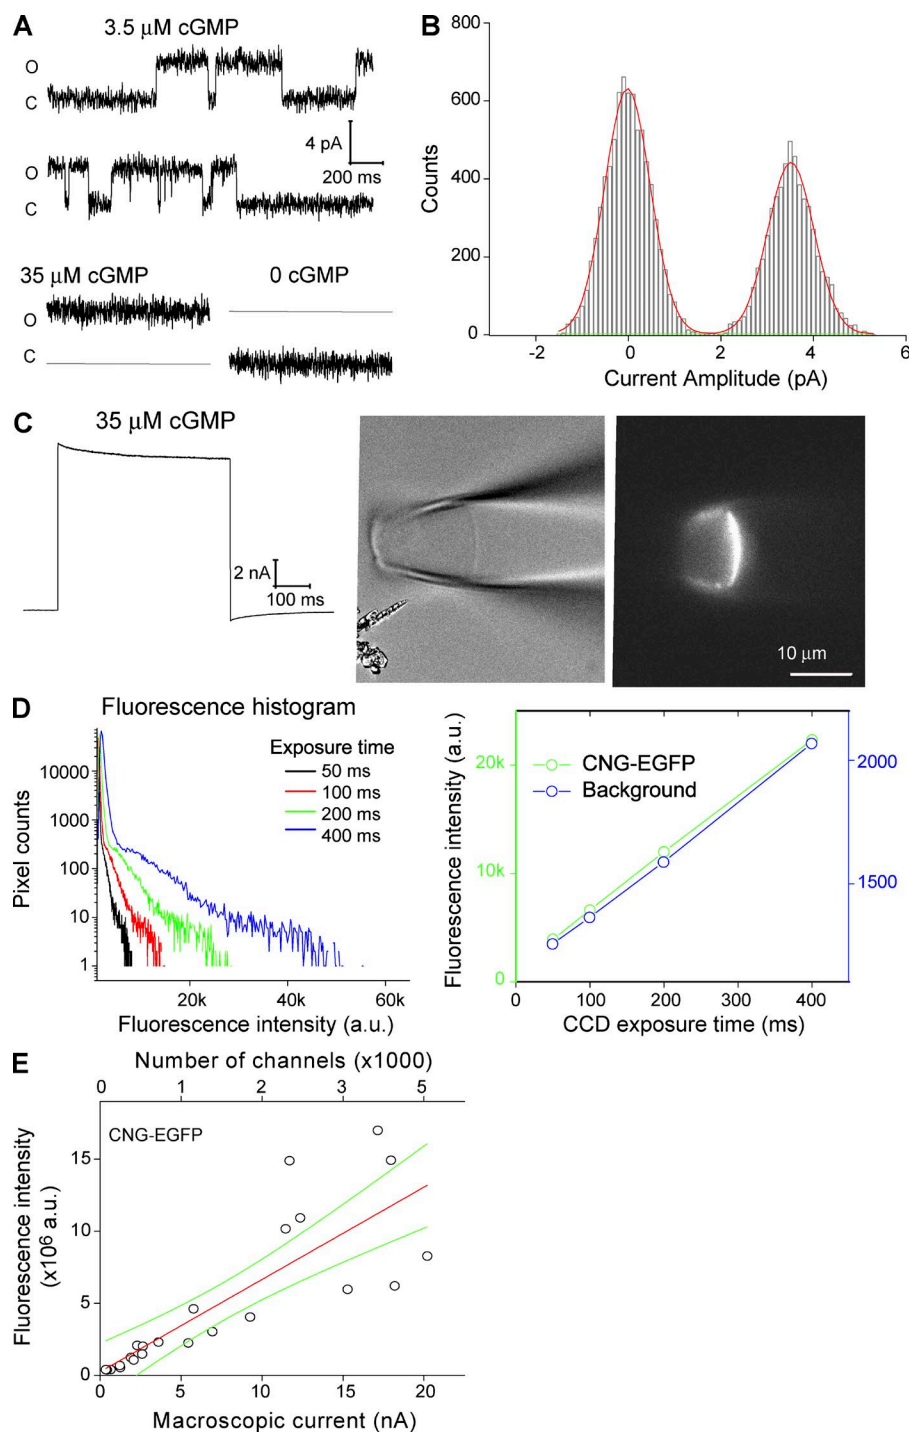 A
3.5 μM cGMP
O
C
4 pA
200 ms
O
C
35 μM cGMP
0 cGMP
O
C
B
800
600
400
200
0
Counts
-2
0
2
4
6
Current Amplitude (pA)
C
35 μM cGMP
2 nA
100 ms
10 μm
D
Fluorescence histogram
Exposure time
50 ms
100 ms
200 ms
400 ms
10000
1000
100
10
1
Pixel counts
20k
40k
60k
Fluorescence intensity (a.u.)
Fluorescence intensity (a.u.)
20k
10k
0
CNG-EGFP
Background
2000
1500
0
100
200
300
400
CCD exposure time (ms)
E
Number of channels (x1000)
0
1
2
3
4
5
CNG-EGFP
Fluorescence intensity
(x10⁶ a.u.)
15
10
5
0
0
5
10
15
20
Macroscopic current (nA)